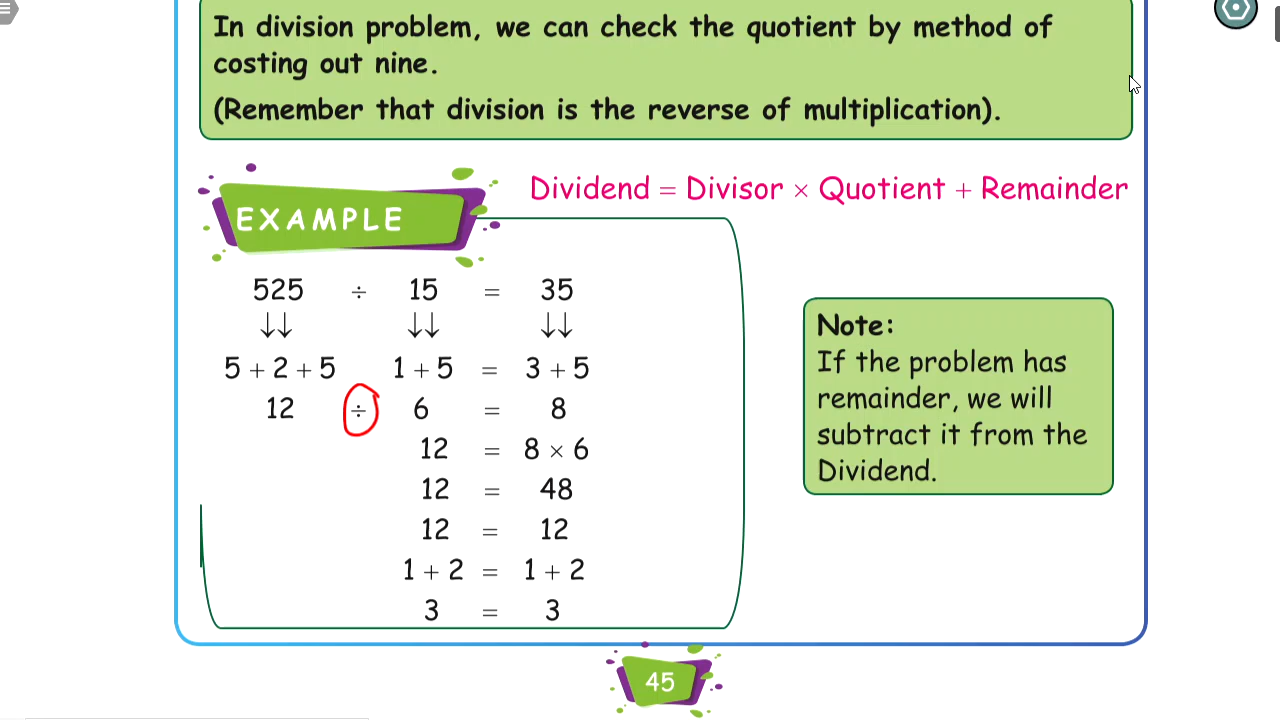 In division problem, we can check the quotient by method of
costing out nine.
(Remember that division is the reverse of multiplication).
Dividend = Divisor × Quotient + Remainder
EXAMPLE
525 ÷ 15 = 35
↓↓ ↓↓ ↓↓
5 + 2 + 5 1 + 5 = 3 + 5
12 ÷ 6 = 8
12 = 8 × 6
12 = 48
12 = 12
1 + 2 = 1 + 2
3 = 3
Note:
If the problem has
remainder, we will
subtract it from the
Dividend.
45